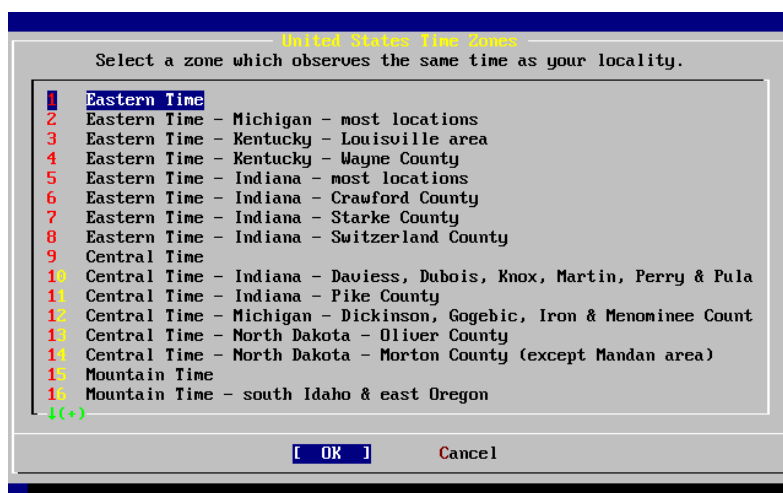 United States Time Zones
Select a zone which observes the same time as your locality.
1 Eastern Time
2 Eastern Time - Michigan - most locations
3 Eastern Time - Kentucky - Louisville area
4 Eastern Time - Kentucky - Wayne County
5 Eastern Time - Indiana - most locations
6 Eastern Time - Indiana - Crawford County
7 Eastern Time - Indiana - Starke County
8 Eastern Time - Indiana - Switzerland County
9 Central Time
10 Central Time - Indiana - Daviess, Dubois, Knox, Martin, Perry & Pula
11 Central Time - Indiana - Pike County
12 Central Time - Michigan - Dickinson, Gogebic, Iron & Menominee Count
13 Central Time - North Dakota - Oliver County
14 Central Time - North Dakota - Morton County (except Mandan area)
15 Mountain Time
16 Mountain Time - south Idaho & east Oregon
↓(+)
[ OK ] Cancel